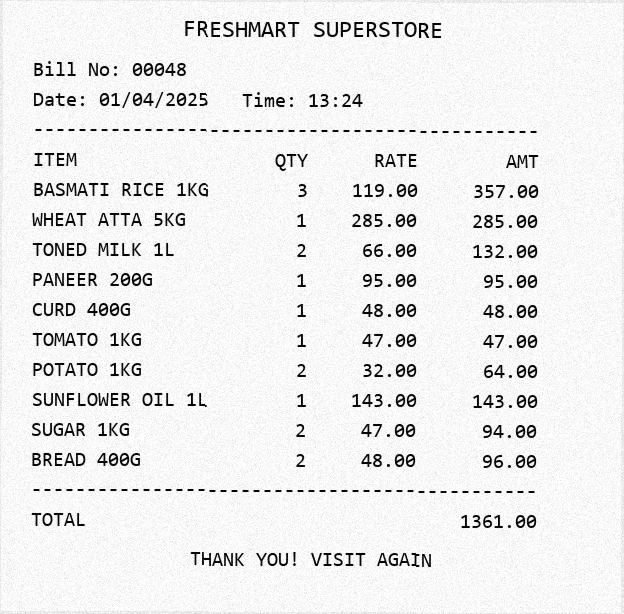 FRESHMART SUPERSTORE
Bill No: 00048
Date: 01/04/2025   Time: 13:24
----------------------------------------------
ITEM                  QTY      RATE        AMT
BASMATI RICE 1KG        3    119.00     357.00
WHEAT ATTA 5KG          1    285.00     285.00
TONED MILK 1L           2     66.00     132.00
PANEER 200G             1     95.00      95.00
CURD 400G               1     48.00      48.00
TOMATO 1KG              1     47.00      47.00
POTATO 1KG              2     32.00      64.00
SUNFLOWER OIL 1L        1    143.00     143.00
SUGAR 1KG               2     47.00      94.00
BREAD 400G              2     48.00      96.00
----------------------------------------------
TOTAL                                  1361.00
THANK YOU! VISIT AGAIN